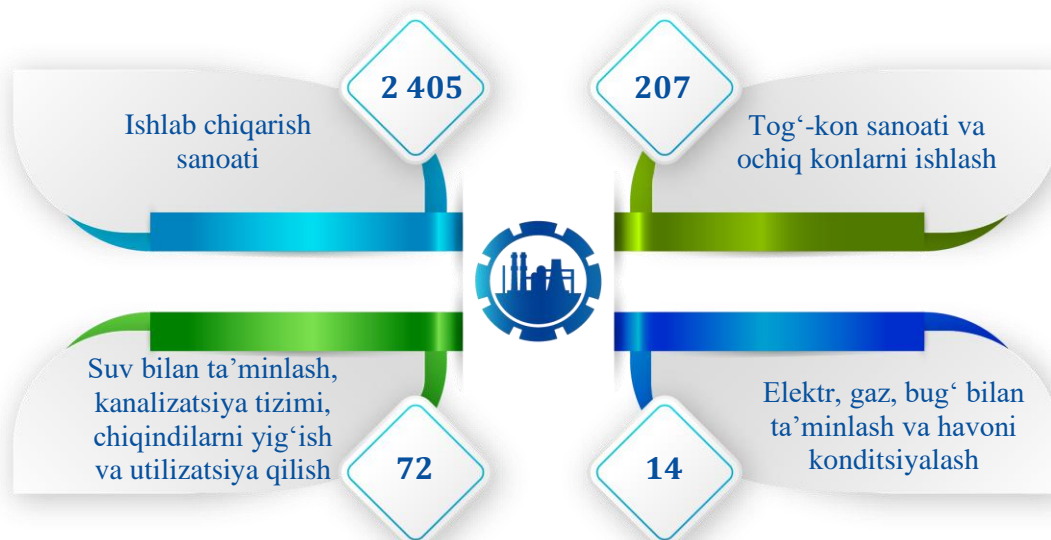 2 405
Ishlab chiqarish
sanoati
207
Tog‘-kon sanoati va
ochiq konlarni ishlash
Suv bilan ta’minlash,
kanalizatsiya tizimi,
chiqindilarni yig‘ish
va utilizatsiya qilish
72
Elektr, gaz, bug‘ bilan
ta’minlash va havoni
konditsiyalash
14